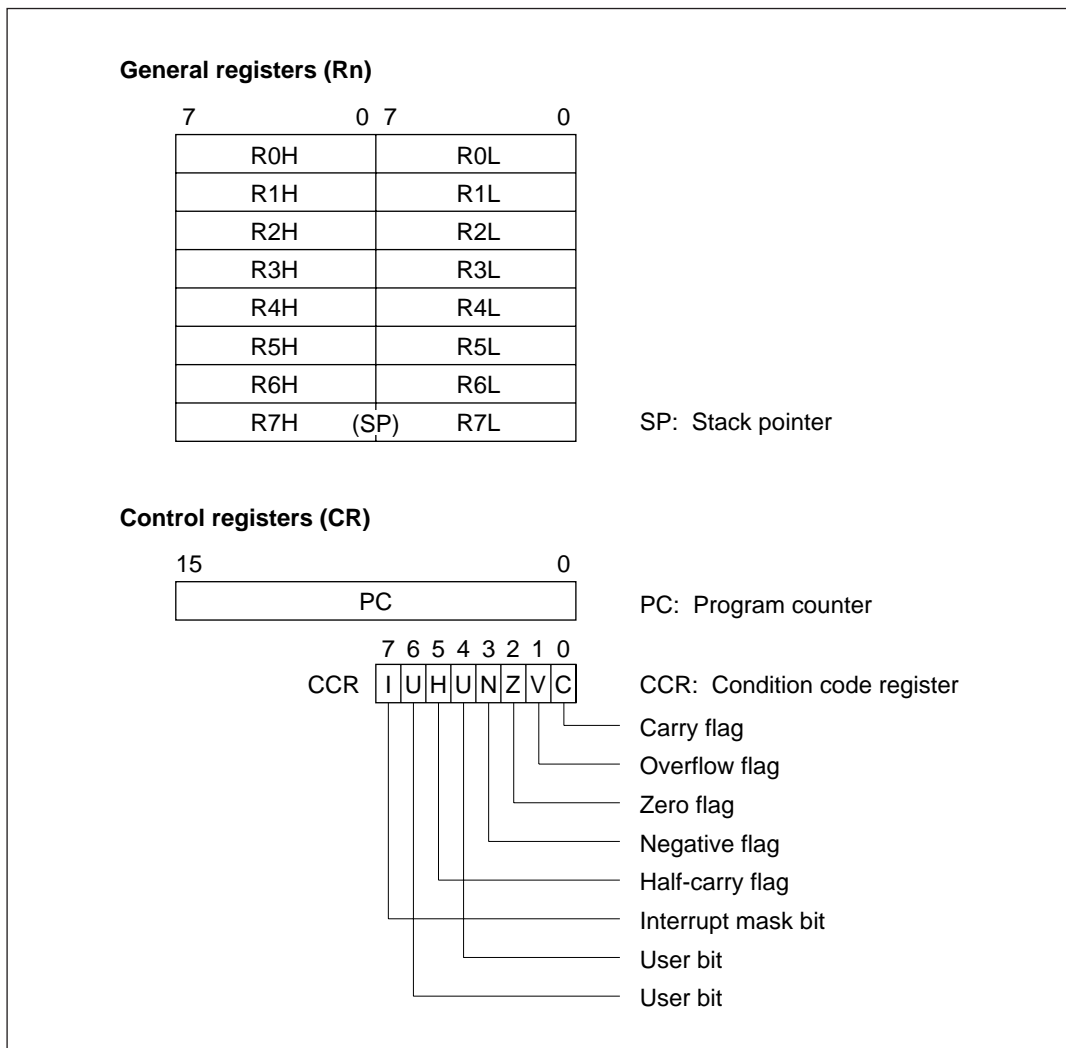 General registers (Rn)
7 0 7 0
R0H R0L
R1H R1L
R2H R2L
R3H R3L
R4H R4L
R5H R5L
R6H R6L
R7H (SP) R7L SP: Stack pointer
Control registers (CR)
15 0
PC PC: Program counter
7 6 5 4 3 2 1 0
CCR I U H U N Z V C CCR: Condition code register
Carry flag
Overflow flag
Zero flag
Negative flag
Half-carry flag
Interrupt mask bit
User bit
User bit